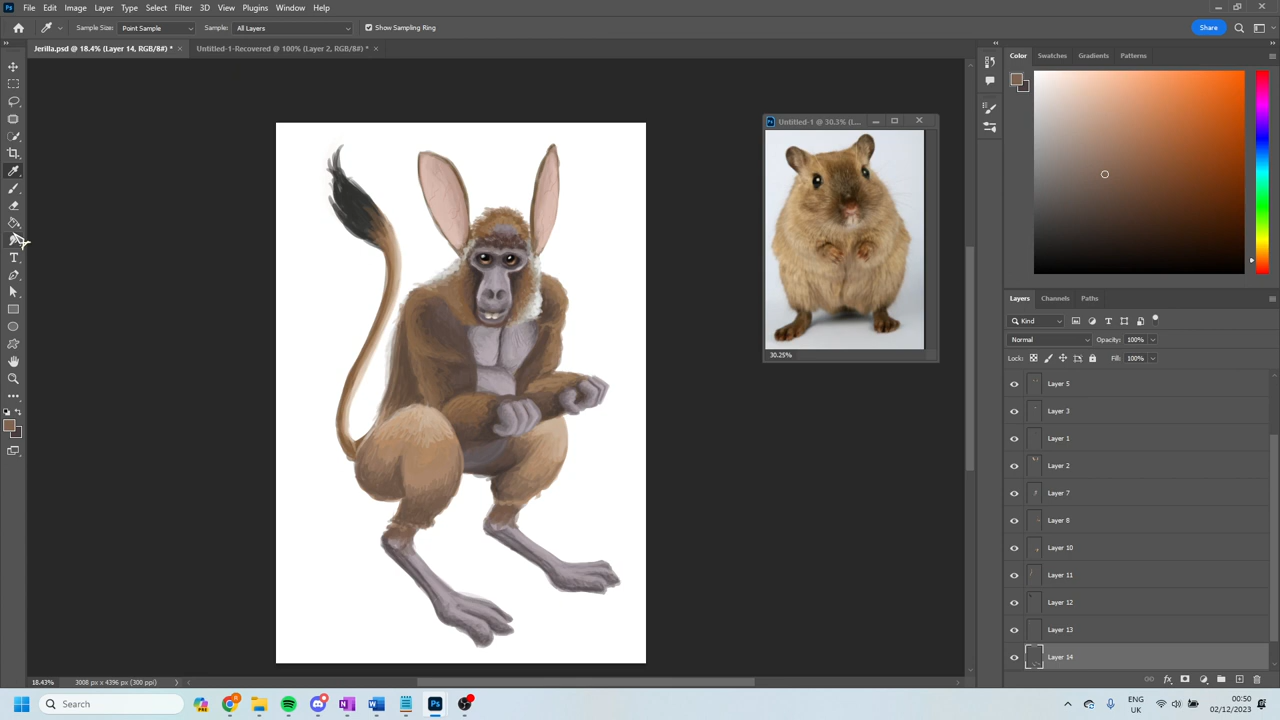 Ps File Edit Image Layer Type Select Filter 3D View Plugins Window Help
Sample Size: Point Sample Sample: All Layers Show Sampling Ring Share
Jerilla.psd @ 18.4% (Layer 14, RGB/8#) * Untitled-1-Recovered @ 100% (Layer 2, RGB/8#) *
Color Swatches Gradients Patterns
Ps Untitled-1 @ 30.3% (L...
30.25%
Layers Channels Paths
Kind
Normal Opacity: 100%
Lock: Fill: 100%
Layer 5
Layer 3
Layer 1
Layer 2
Layer 7
Layer 8
Layer 10
Layer 11
Layer 12
Layer 13
Layer 14
fx
18.43% 3008 px x 4396 px (300 ppi)
Search
ENG
UK
00:50
02/12/2023